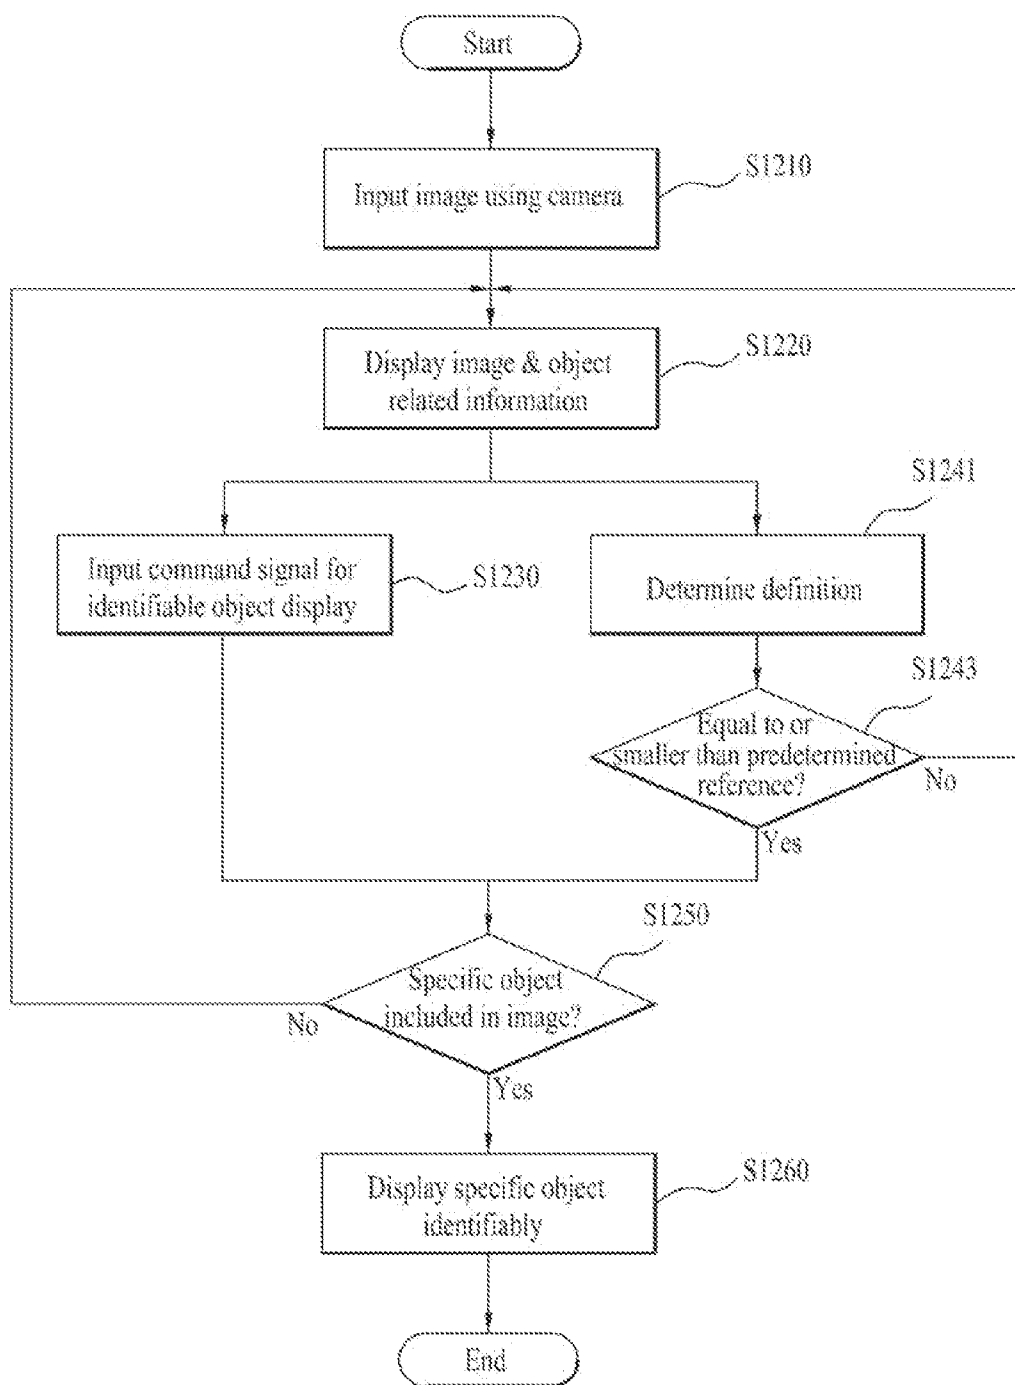 Start
Input image using camera
S1210
Display image & object
related information
S1220
Input command signal for
identifiable object display
S1230
S1241
Determine definition
S1243
Equal to or
smaller than predetermined
reference?
No
Yes
S1250
Specific object
included in image?
No
Yes
Display specific object
identifiably
S1260
End